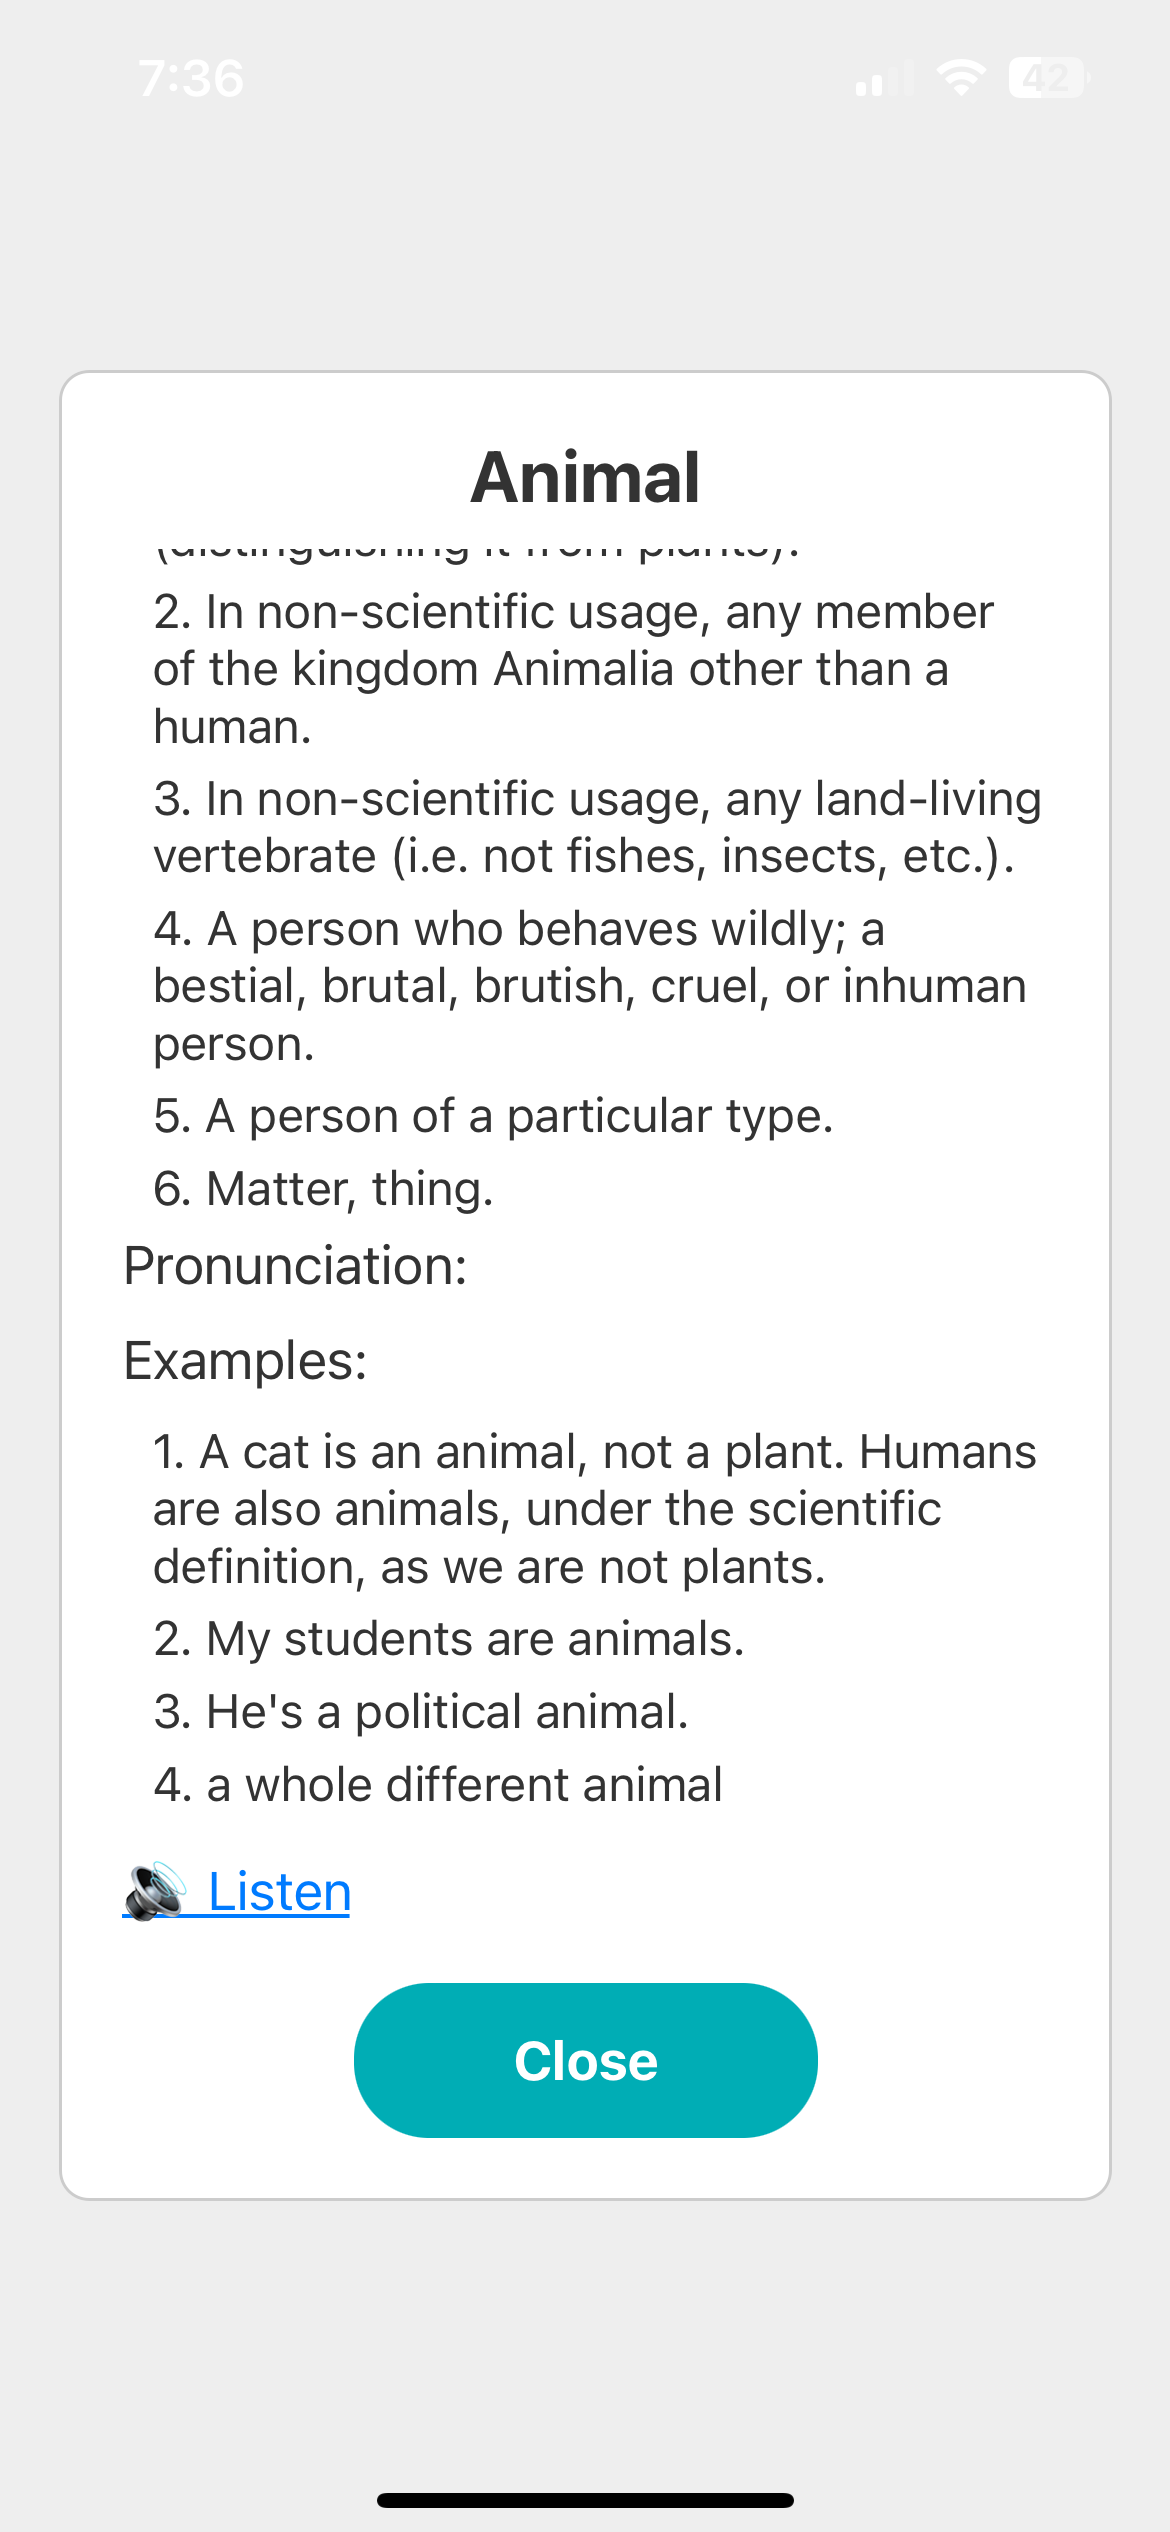 7:36
42
Animal
(distinguishing it from plants).
2. In non-scientific usage, any member
of the kingdom Animalia other than a
human.
3. In non-scientific usage, any land-living
vertebrate (i.e. not fishes, insects, etc.).
4. A person who behaves wildly; a
bestial, brutal, brutish, cruel, or inhuman
person.
5. A person of a particular type.
6. Matter, thing.
Pronunciation:
Examples:
1. A cat is an animal, not a plant. Humans
are also animals, under the scientific
definition, as we are not plants.
2. My students are animals.
3. He's a political animal.
4. a whole different animal
🔊 Listen
Close